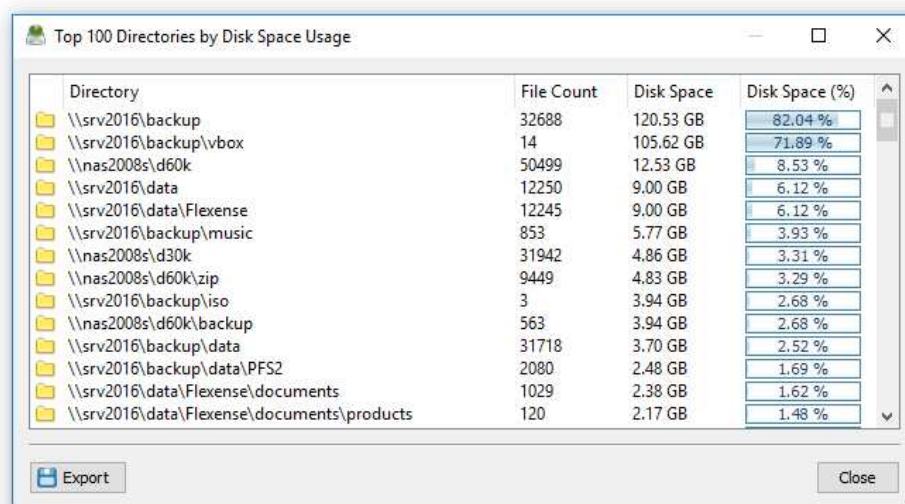 Top 100 Directories by Disk Space Usage
Directory File Count Disk Space Disk Space (%)
\\srv2016\backup 32688 120.53 GB 82.04 %
\\srv2016\backup\vbox 14 105.62 GB 71.89 %
\\nas2008s\d60k 50499 12.53 GB 8.53 %
\\srv2016\data 12250 9.00 GB 6.12 %
\\srv2016\data\Flexense 12245 9.00 GB 6.12 %
\\srv2016\backup\music 853 5.77 GB 3.93 %
\\nas2008s\d30k 31942 4.86 GB 3.31 %
\\nas2008s\d60k\zip 9449 4.83 GB 3.29 %
\\srv2016\backup\iso 3 3.94 GB 2.68 %
\\nas2008s\d60k\backup 563 3.94 GB 2.68 %
\\srv2016\backup\data 31718 3.70 GB 2.52 %
\\srv2016\backup\data\PFS2 2080 2.48 GB 1.69 %
\\srv2016\data\Flexense\documents 1029 2.38 GB 1.62 %
\\srv2016\data\Flexense\documents\products 120 2.17 GB 1.48 %
Export Close